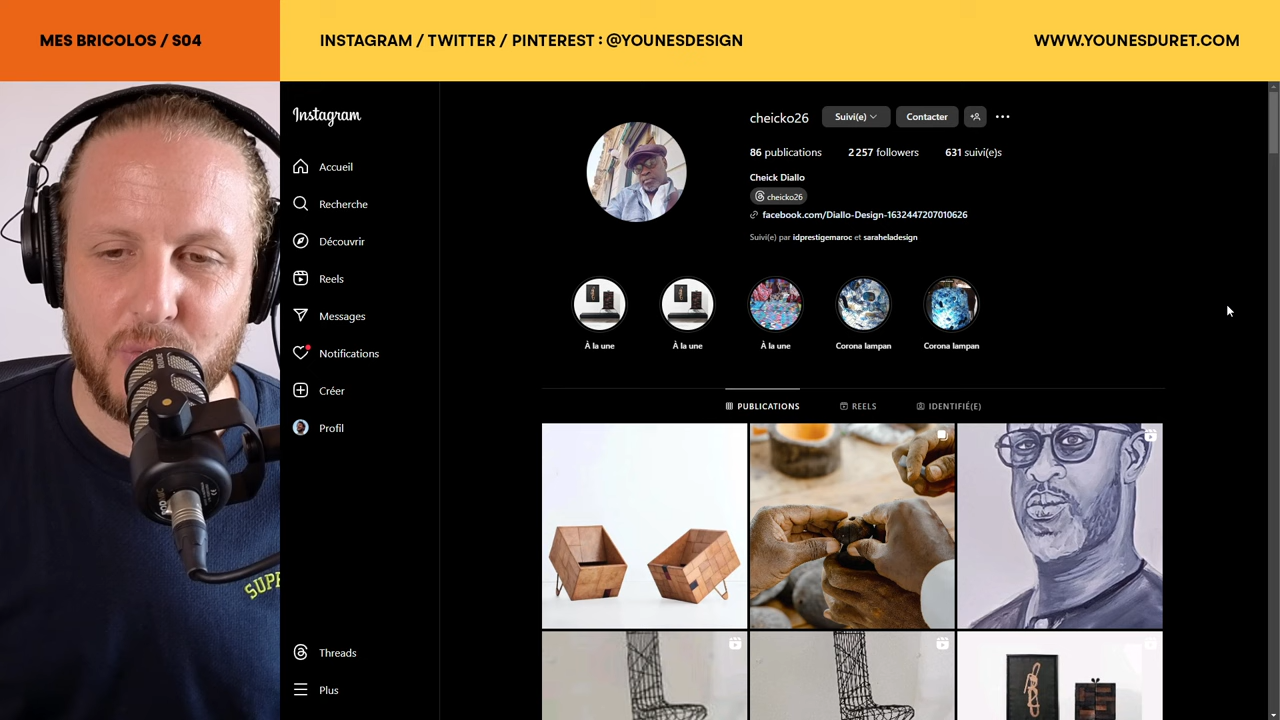 MES BRICOLOS / S04
INSTAGRAM / TWITTER / PINTEREST : @YOUNESDESIGN
WWW.YOUNESDURET.COM
Instagram
Accueil
Recherche
Découvrir
Reels
Messages
Notifications
Créer
Profil
Threads
Plus
cheicko26
Suivi(e)
Contacter
86 publications
2 257 followers
631 suivi(e)s
Cheick Diallo
cheicko26
facebook.com/Diallo-Design-1632447207010626
Suivi(e) par idprestigemaroc et saraheladesign
À la une
À la une
À la une
Corona lampan
Corona lampan
PUBLICATIONS
REELS
IDENTIFIÉ(E)